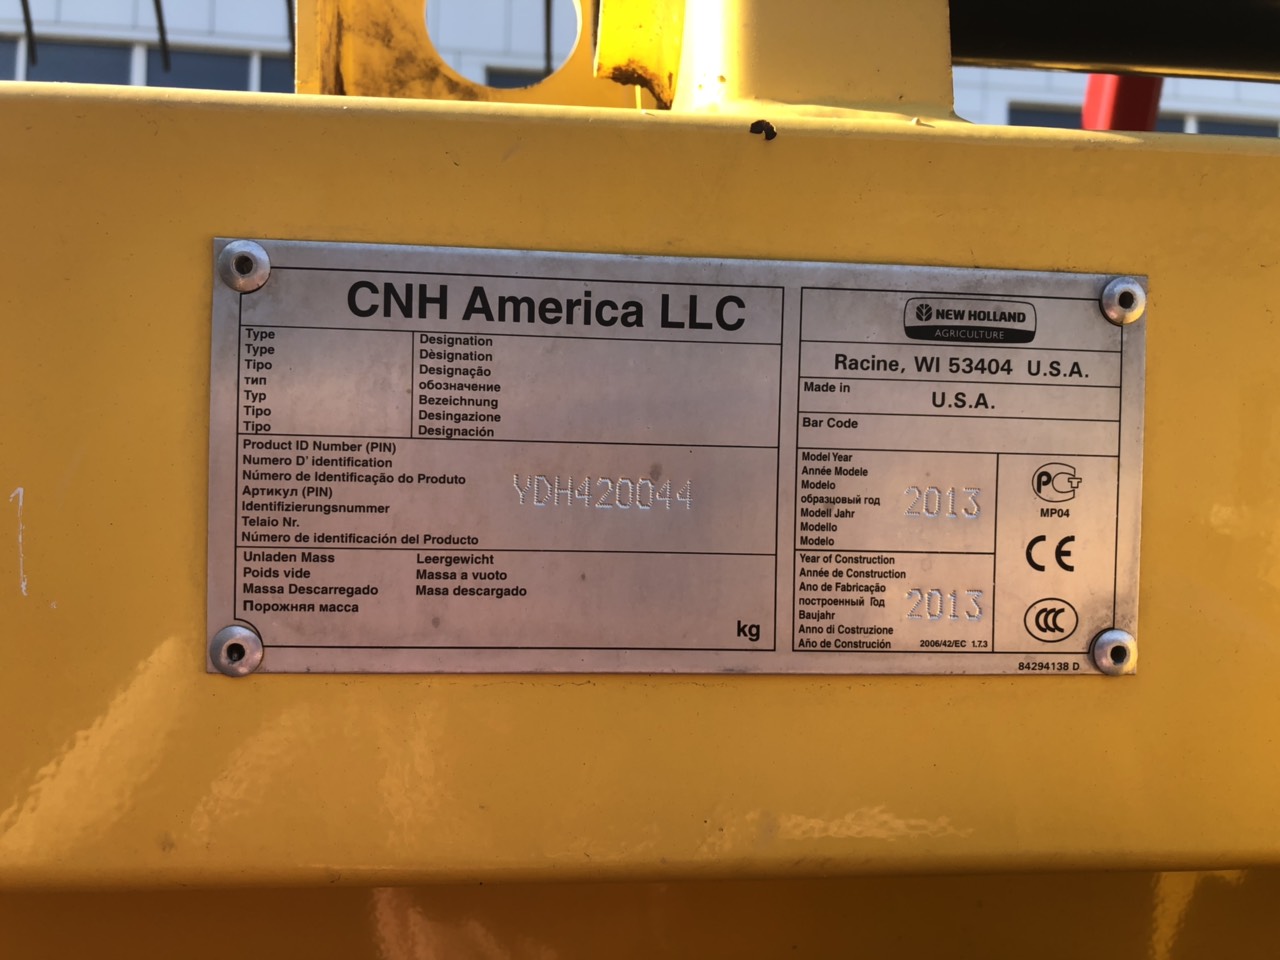 CNH America LLC
Type
Type
Tipo
тип
Typ
Tipo
Tipo
Designation
Dèsignation
Designação
обозначение
Bezeichnung
Desingazione
Designación
Product ID Number (PIN)
Numero D' identification
Número de Identificação do Produto
Артикул (PIN)
Identifizierungsnummer
Telaio Nr.
Número de identificación del Producto
YDH420044
Unladen Mass
Poids vide
Massa Descarregado
Порожняя масса
Leergewicht
Massa a vuoto
Masa descargado
kg
NEW HOLLAND
AGRICULTURE
Racine, WI 53404 U.S.A.
Made in
U.S.A.
Bar Code
Model Year
Année Modele
Modelo
образцовый год
Modell Jahr
Modello
Modelo
2013
Year of Construction
Année de Construction
Ano de Fabricação
построенный Год
Baujahr
Anno di Costruzione
Año de Construción
2013
2006/42/EC 1.7.3
PCT
MP04
CE
CCC
84294138 D
1